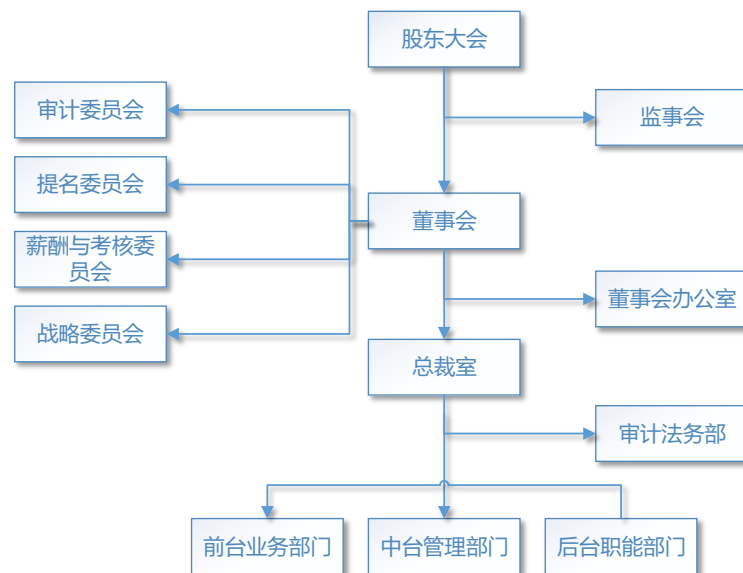 股东大会
审计委员会
监事会
提名委员会
董事会
薪酬与考核委
员会
董事会办公室
战略委员会
总裁室
审计法务部
前台业务部门
中台管理部门
后台职能部门